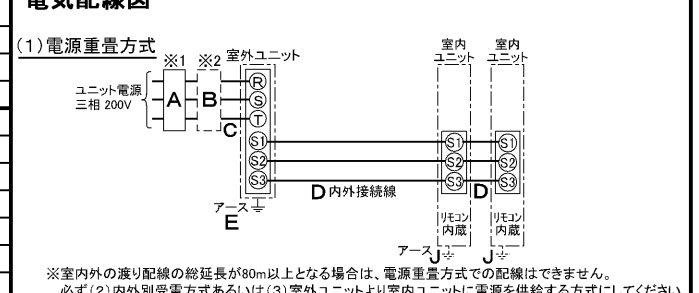 電気配線図
(1)電源重畳方式
※1 ※2 室外ユニット
室内ユニット 室内ユニット
ユニット電源
三相 200V
A B C
R
S
T
S1 S1 S1
S2 S2 S2
S3 S3 S3
D 内外接続線 D
アース
E
リモコン内蔵 リモコン内蔵
アース J J
※室内外の渡り配線の総延長が80m以上となる場合は、電源重畳方式での配線はできません。
必ず(2)内外別受電方式あるいは(3)室外ユニットより室内ユニットに電源を供給する方式にしてください